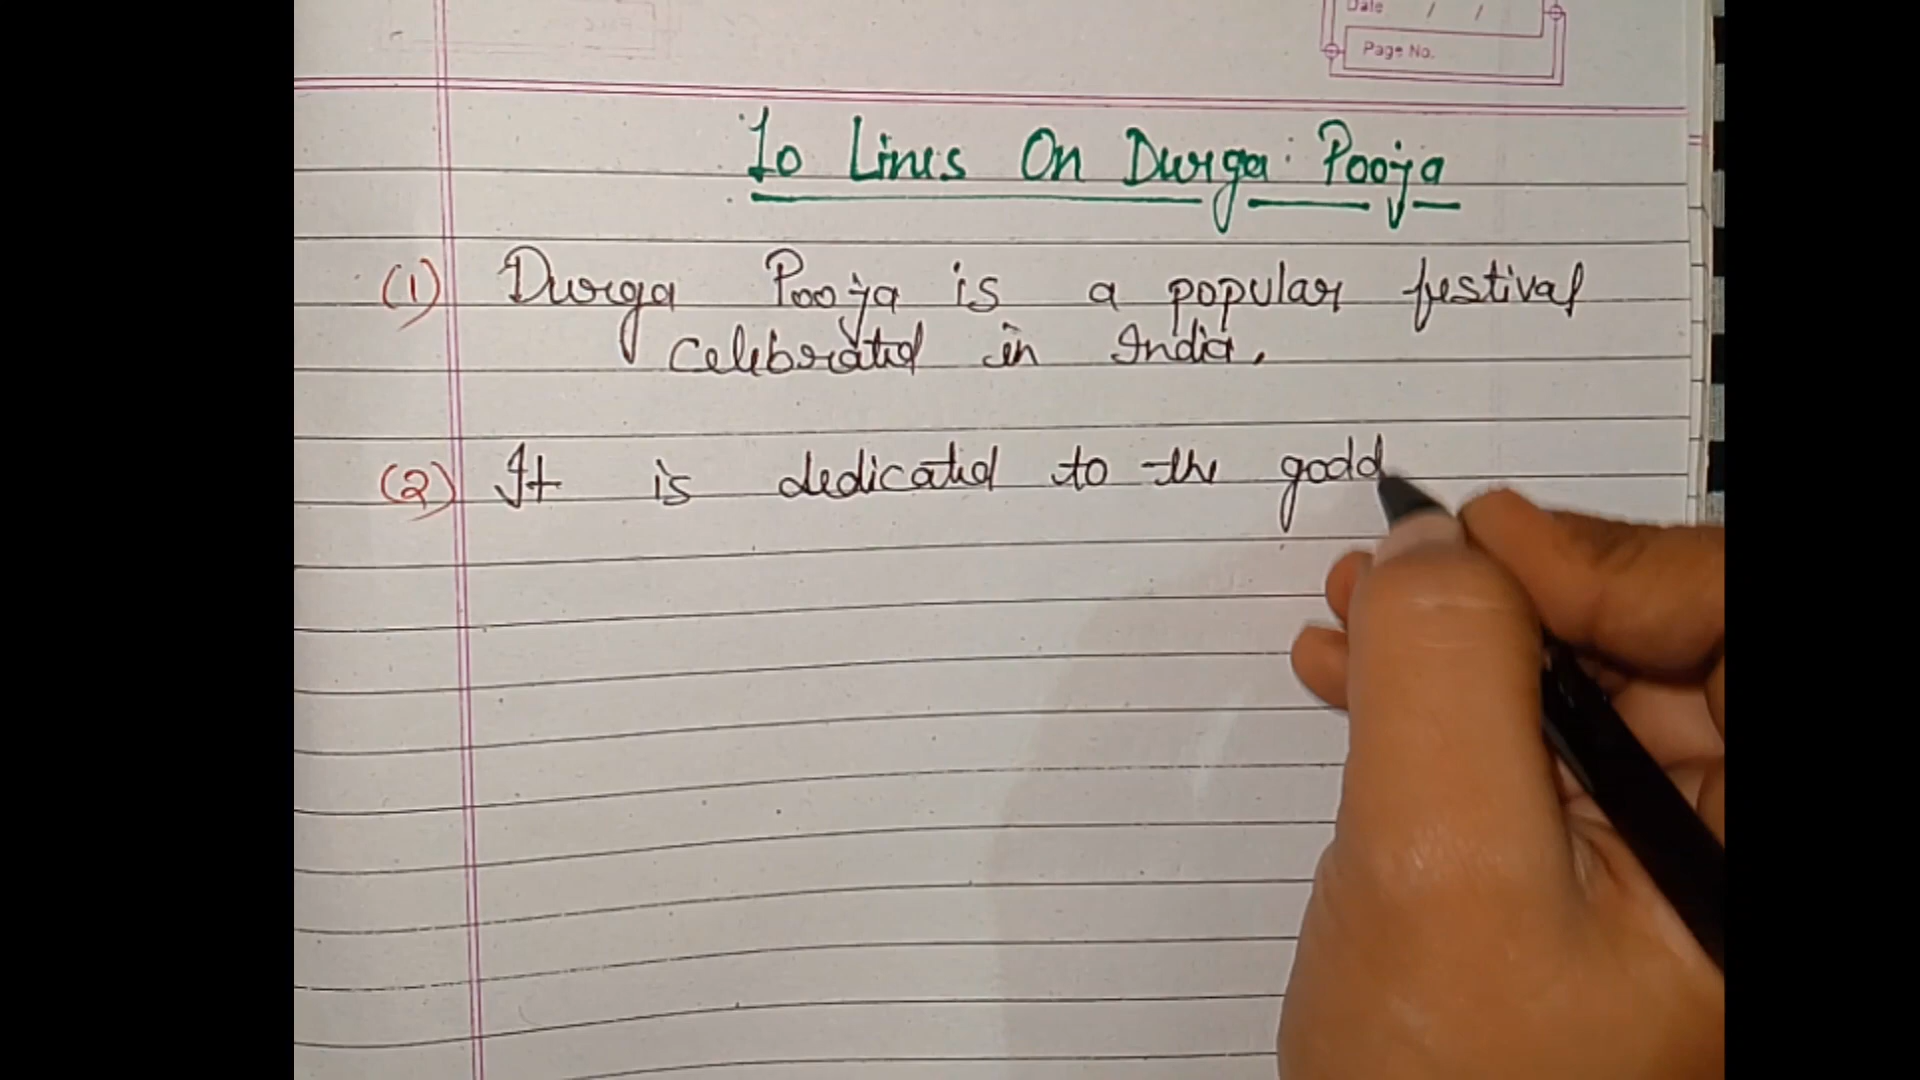 Date / /
Page No.
10 Lines On Durga Pooja
(1) Durga Pooja is a popular festival
celebrated in India.
(2) It is dedicated to the godd